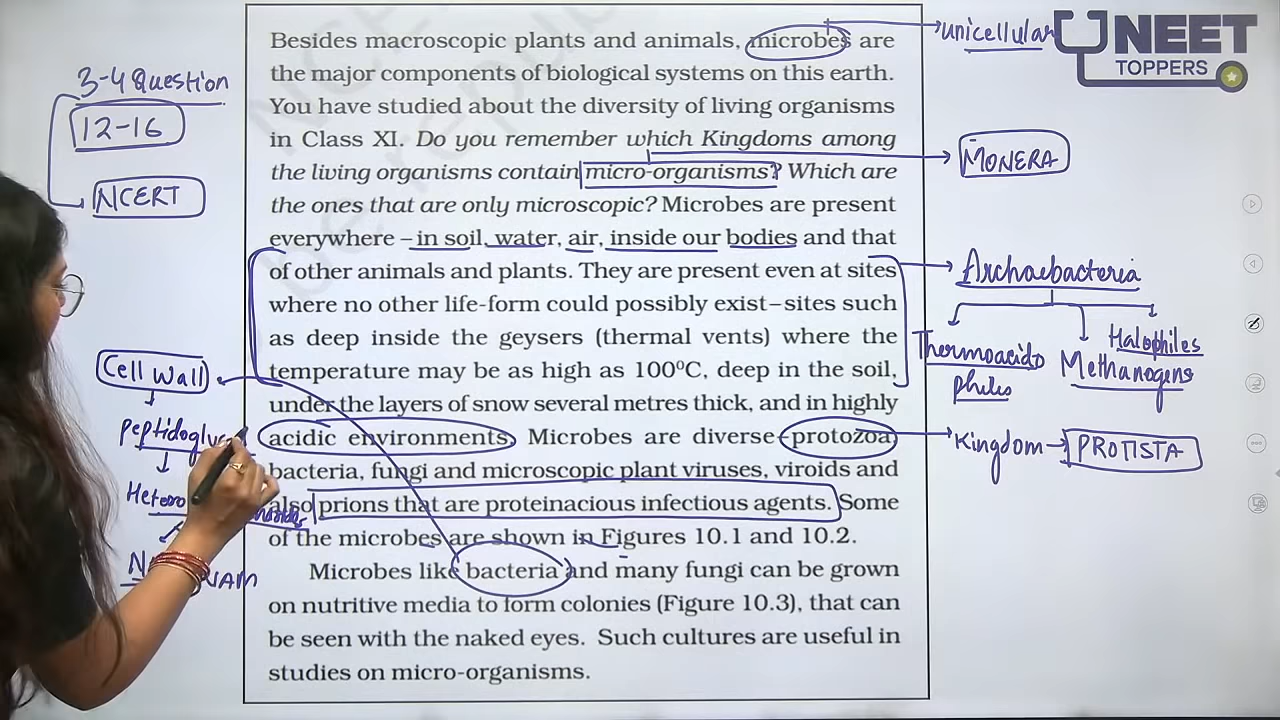 Besides macroscopic plants and animals, microbes are
the major components of biological systems on this earth.
You have studied about the diversity of living organisms
in Class XI. Do you remember which Kingdoms among
the living organisms contain micro-organisms? Which are
the ones that are only microscopic? Microbes are present
everywhere – in soil, water, air, inside our bodies and that
of other animals and plants. They are present even at sites
where no other life-form could possibly exist–sites such
as deep inside the geysers (thermal vents) where the
temperature may be as high as 100⁰C, deep in the soil,
under the layers of snow several metres thick, and in highly
acidic environments. Microbes are diverse–protozoa,
bacteria, fungi and microscopic plant viruses, viroids and
also prions that are proteinacious infectious agents. Some
of the microbes are shown in Figures 10.1 and 10.2.
Microbes like bacteria and many fungi can be grown
on nutritive media to form colonies (Figure 10.3), that can
be seen with the naked eyes. Such cultures are useful in
studies on micro-organisms.
3-4 Question
12-16
NCERT
Cell Wall
NAM
unicellular
NEET
TOPPERS
MONERA
Archaebacteria
Thermoacido
philes
Methanogens
Halophiles
Kingdom → PROTISTA